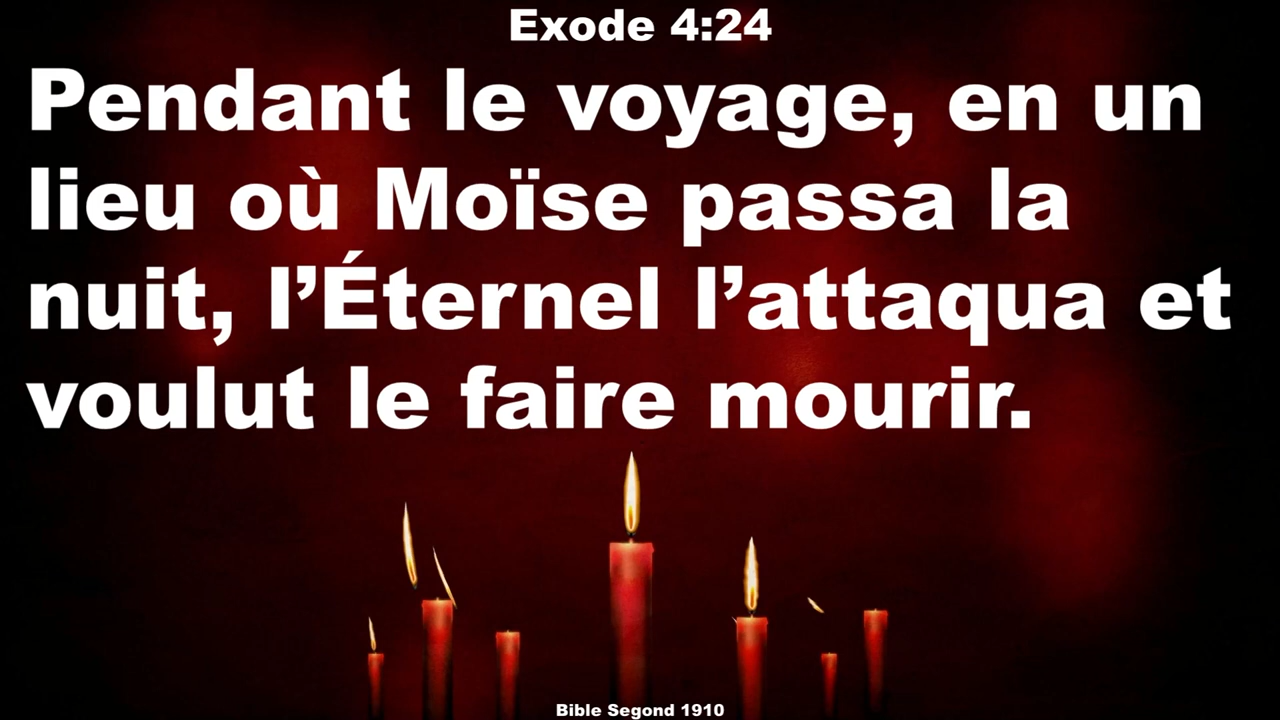 Exode 4:24
Pendant le voyage, en un
lieu où Moïse passa la
nuit, l’Éternel l’attaqua et
voulut le faire mourir.
Bible Segond 1910